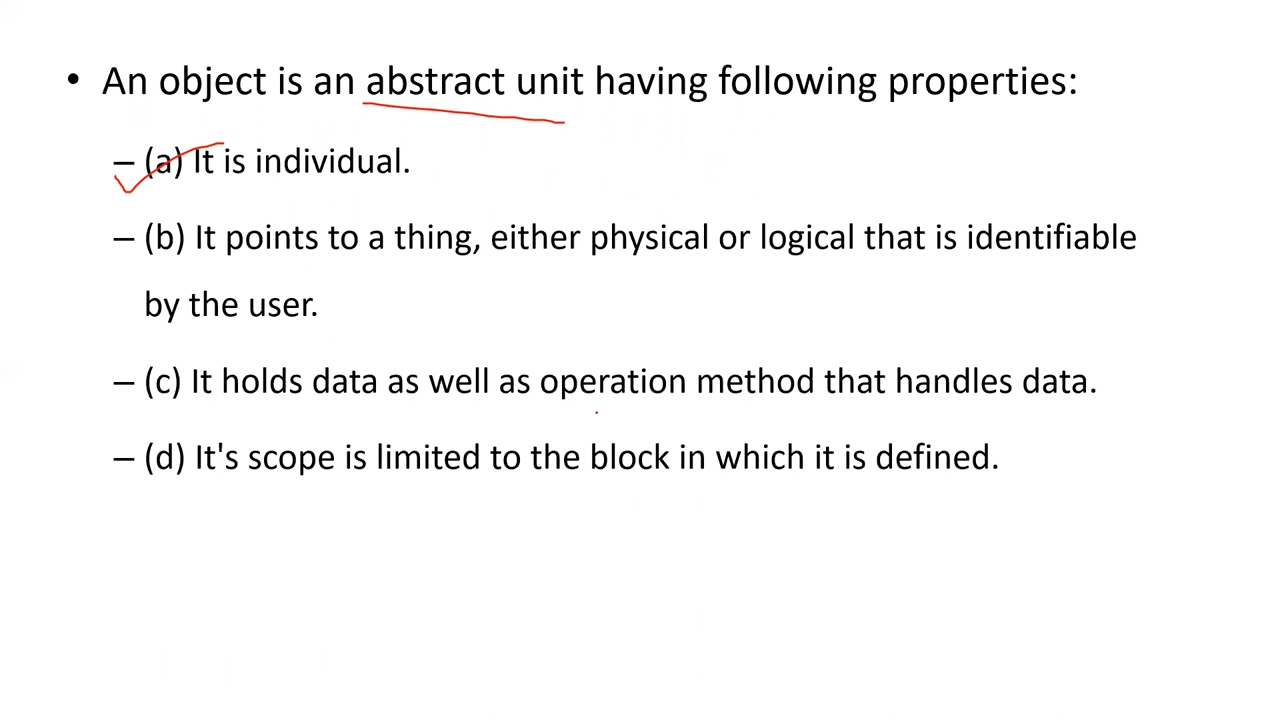 • An object is an abstract unit having following properties:
– (a) It is individual.
– (b) It points to a thing, either physical or logical that is identifiable
by the user.
– (c) It holds data as well as operation method that handles data.
– (d) It's scope is limited to the block in which it is defined.